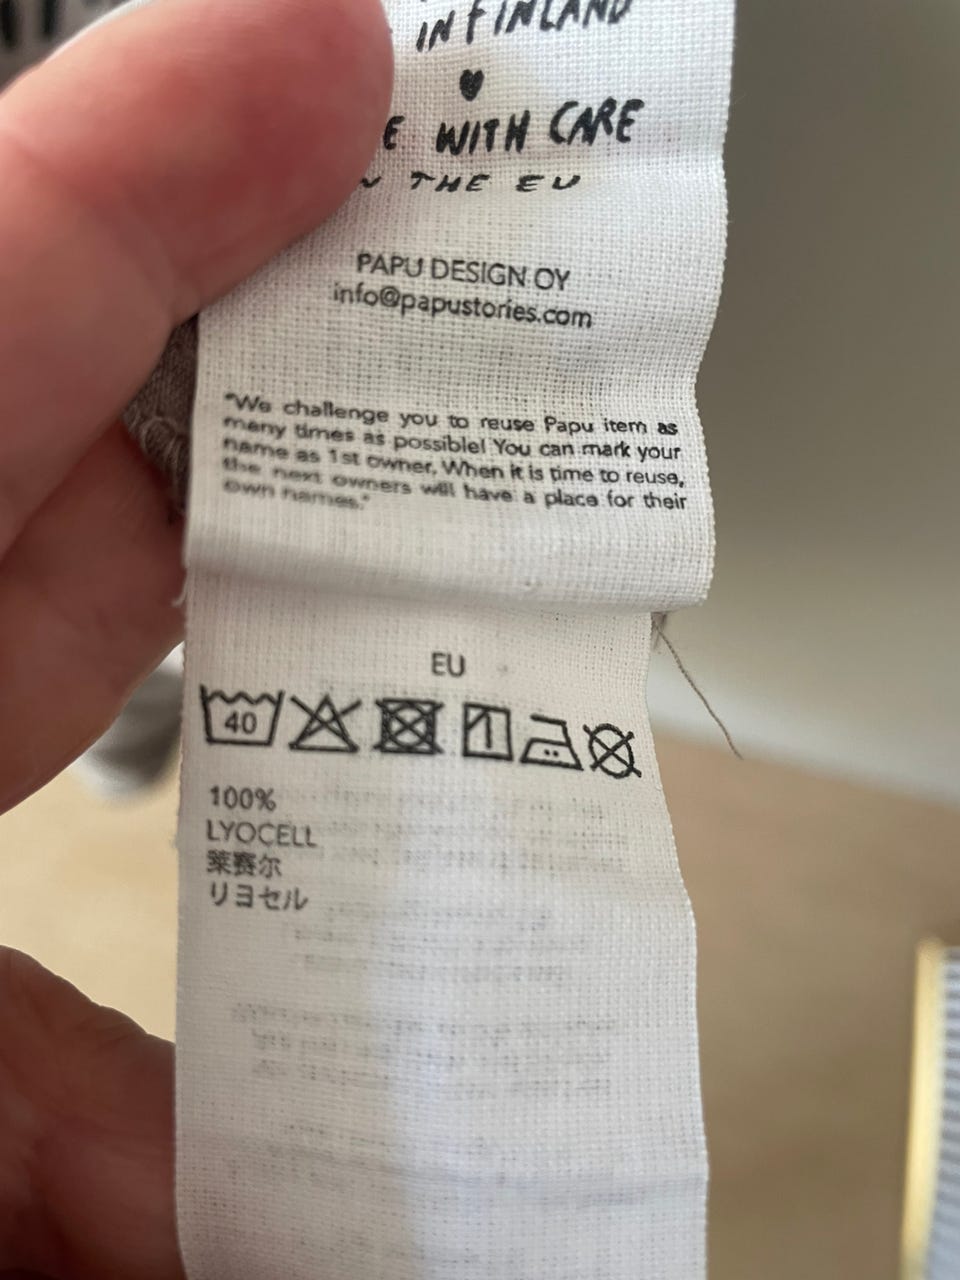 IN FINLAND
♥
E WITH CARE
THE EU
PAPU DESIGN OY
info@papustories.com
"We challenge you to reuse Papu item as
many times as possible! You can mark your
name as 1st owner. When it is time to reuse,
the next owners will have a place for their
own names."
EU
40
100%
LYOCELL
莱赛尔
リヨセル